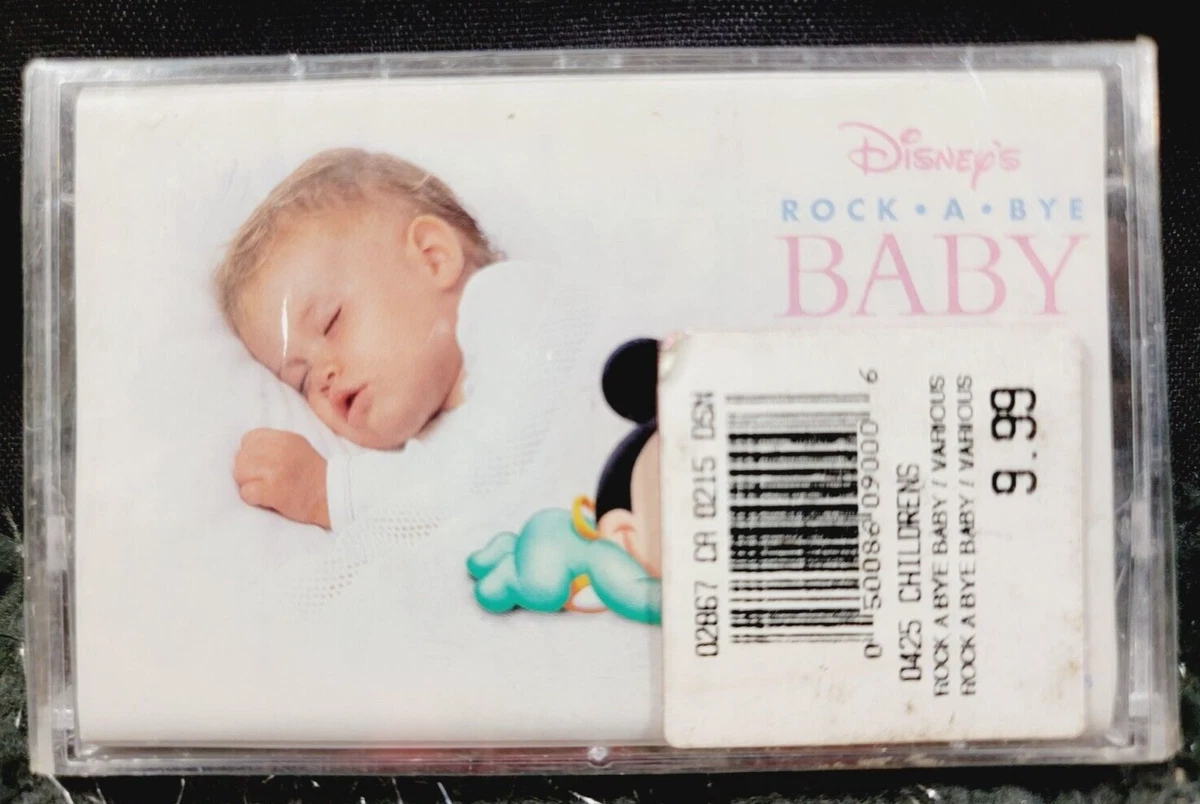 Disney's
ROCK • A • BYE
BABY
02867 CA 0215 DSN
0 50086 09000 6
0425 CHILDRENS
ROCK A BYE BABY / VARIOUS
ROCK A BYE BABY / VARIOUS
9.99